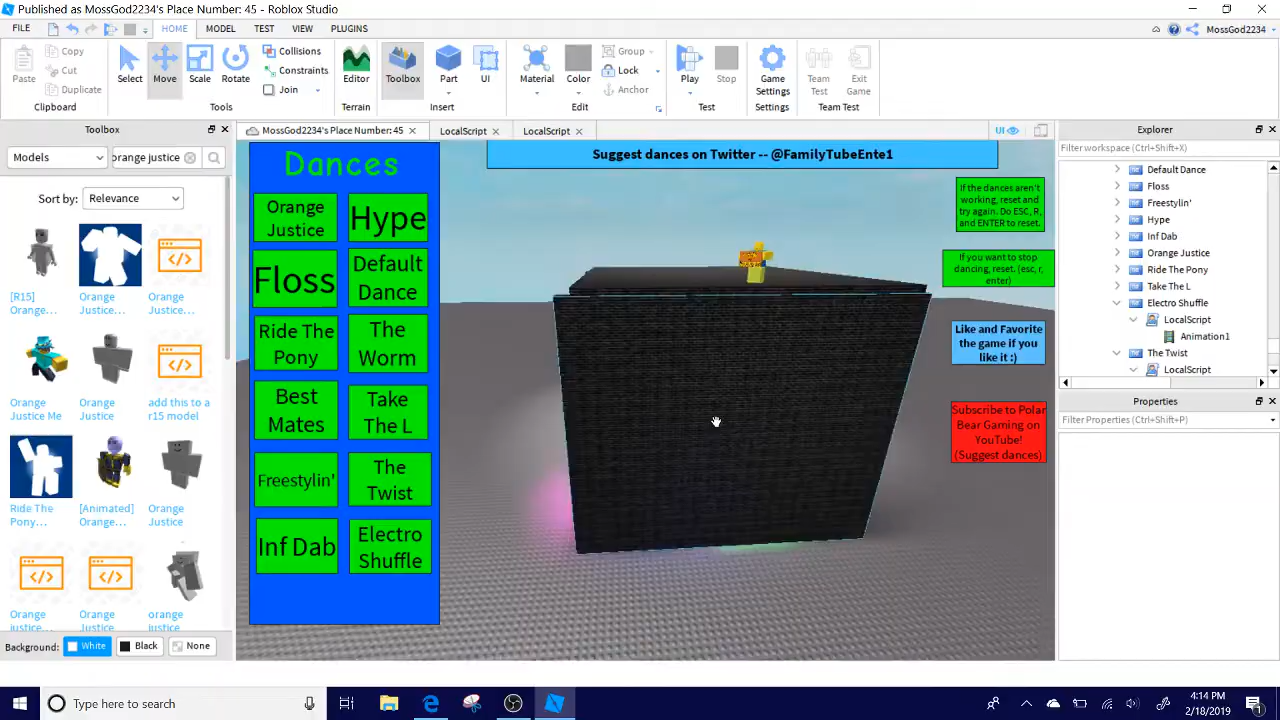 Published as MossGod2234's Place Number: 45 - Roblox Studio
FILE HOME MODEL TEST VIEW PLUGINS MossGod2234
Paste Copy Cut Duplicate
Select Move Scale Rotate
Collisions Constraints Join
Editor Toolbox Part UI
Material Color Group Lock Anchor
Play Stop
Game Settings
Team Test
Exit Game
Clipboard Tools Terrain Insert Edit Test Settings Team Test
Toolbox
MossGod2234's Place Number: 45 LocalScript LocalScript
UI
Explorer
Models orange justice
Sort by: Relevance
[R15] Orange...
Orange Justice...
Orange Justice...
Orange Justice Me
Orange Justice
add this to a r15 model
Ride The Pony...
[Animated] Orange...
Orange Justice
Orange justice...
Orange Justice
orange justice
Background: White Black None
Dances
Orange
Justice
Hype
Floss
Default
Dance
Ride The
Pony
The
Worm
Best
Mates
Take
The L
Freestylin'
The
Twist
Inf Dab
Electro
Shuffle
Suggest dances on Twitter -- @FamilyTubeEnte1
If the dances aren't
working, reset and
try again. Do ESC, R,
and ENTER to reset.
If you want to stop
dancing, reset. (esc, r,
enter)
Like and Favorite
the game if you
like it :)
Subscribe to Polar
Bear Gaming on
YouTube!
(Suggest dances)
Filter workspace (Ctrl+Shift+X)
Default Dance
Floss
Freestylin'
Hype
Inf Dab
Orange Justice
Ride The Pony
Take The L
Electro Shuffle
LocalScript
Animation1
The Twist
LocalScript
Properties
Filter Properties (Ctrl+Shift+P)
Type here to search
4:14 PM
2/18/2019